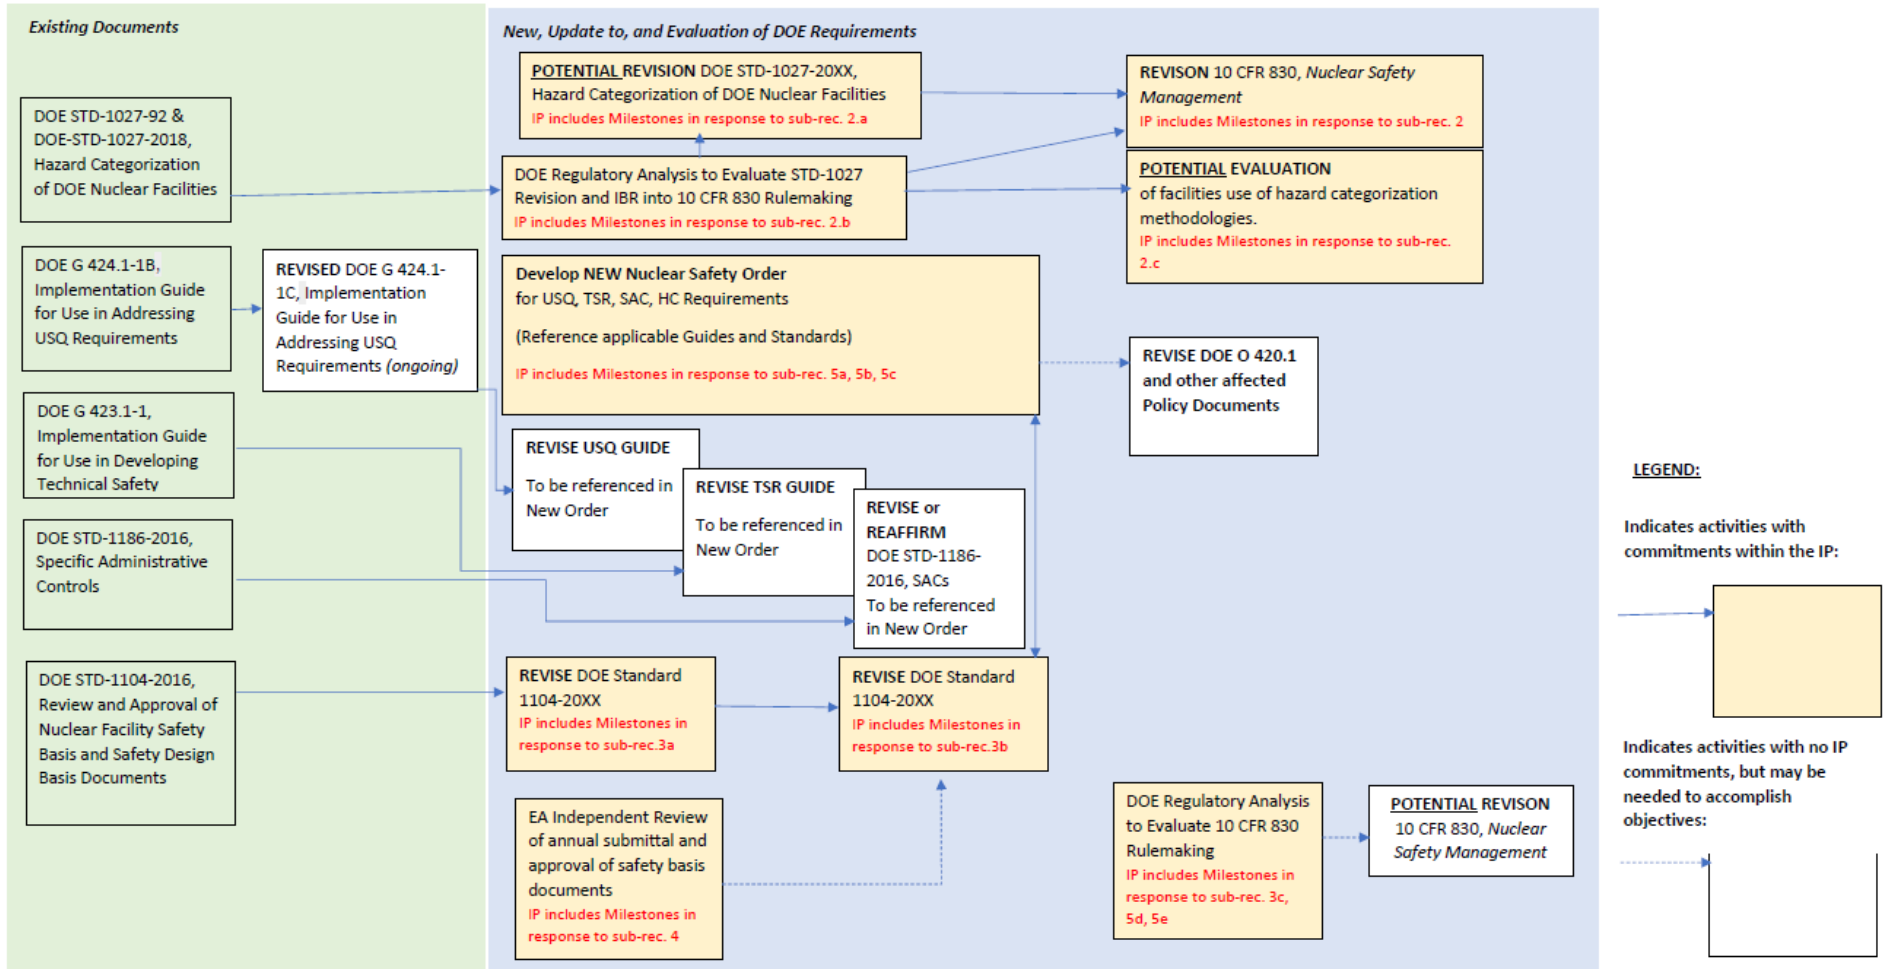 Existing Documents
New, Update to, and Evaluation of DOE Requirements
DOE STD-1027-92 &
DOE-STD-1027-2018,
Hazard Categorization
of DOE Nuclear Facilities
POTENTIAL REVISION DOE STD-1027-20XX,
Hazard Categorization of DOE Nuclear Facilities
IP includes Milestones in response to sub-rec. 2.a
REVISON 10 CFR 830, Nuclear Safety
Management
IP includes Milestones in response to sub-rec. 2
DOE Regulatory Analysis to Evaluate STD-1027
Revision and IBR into 10 CFR 830 Rulemaking
IP includes Milestones in response to sub-rec. 2.b
POTENTIAL EVALUATION
of facilities use of hazard categorization
methodologies.
IP includes Milestones in response to sub-rec.
2.c
DOE G 424.1-1B,
Implementation Guide
for Use in Addressing
USQ Requirements
REVISED DOE G 424.1-
1C, Implementation
Guide for Use in
Addressing USQ
Requirements (ongoing)
Develop NEW Nuclear Safety Order
for USQ, TSR, SAC, HC Requirements
(Reference applicable Guides and Standards)
IP includes Milestones in response to sub-rec. 5a, 5b, 5c
REVISE DOE O 420.1
and other affected
Policy Documents
DOE G 423.1-1,
Implementation Guide
for Use in Developing
Technical Safety
REVISE USQ GUIDE
To be referenced in
New Order
REVISE TSR GUIDE
To be referenced in
New Order
REVISE or
REAFFIRM
DOE STD-1186-
2016, SACs
To be referenced
in New Order
DOE STD-1186-2016,
Specific Administrative
Controls
DOE STD-1104-2016,
Review and Approval of
Nuclear Facility Safety
Basis and Safety Design
Basis Documents
REVISE DOE Standard
1104-20XX
IP includes Milestones in
response to sub-rec.3a
REVISE DOE Standard
1104-20XX
IP includes Milestones in
response to sub-rec.3b
EA Independent Review
of annual submittal and
approval of safety basis
documents
IP includes Milestones in
response to sub-rec. 4
DOE Regulatory Analysis
to Evaluate 10 CFR 830
Rulemaking
IP includes Milestones in
response to sub-rec. 3c,
5d, 5e
POTENTIAL REVISON
10 CFR 830, Nuclear
Safety Management
LEGEND:
Indicates activities with
commitments within the IP:
Indicates activities with no IP
commitments, but may be
needed to accomplish
objectives: